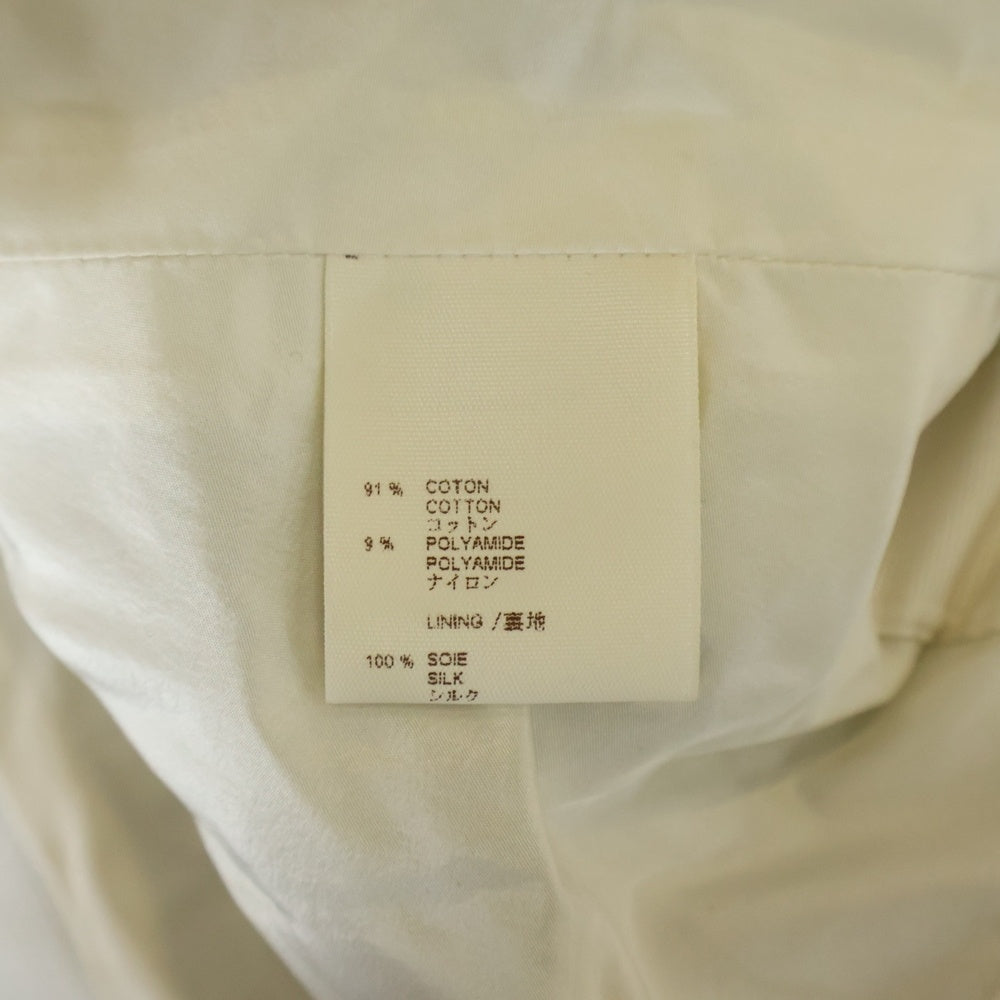 91 % COTON
COTTON
コットン
9 % POLYAMIDE
POLYAMIDE
ナイロン
LINING /裏地
100 % SOIE
SILK
シルク